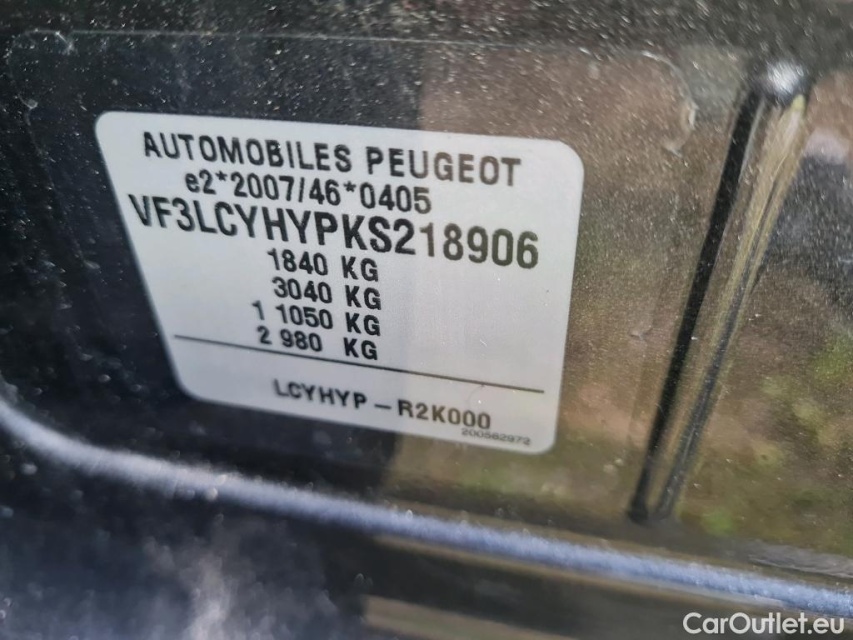 AUTOMOBILES PEUGEOT
e2*2007/46*0405
VF3LCYHYPKS218906
1840 KG
3040 KG
1 1050 KG
2 980 KG
LCYHYP - R2K000
200562972
CarOutlet.eu